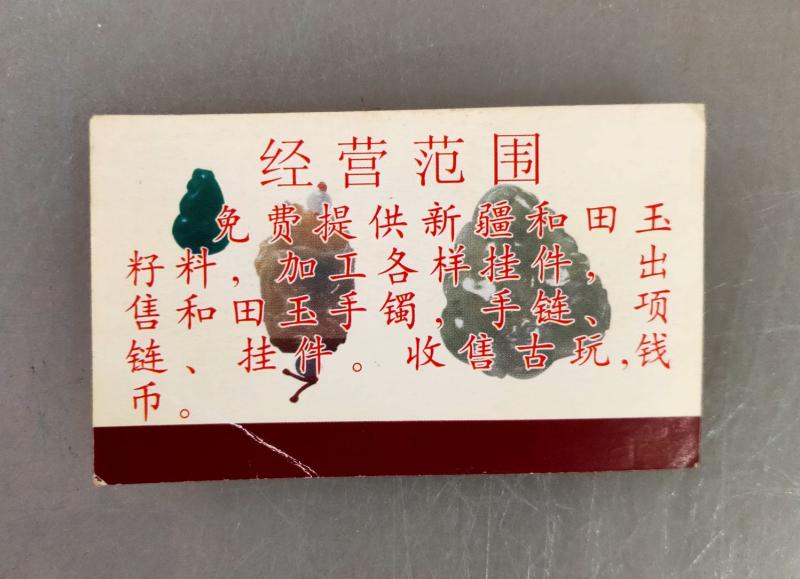 经营范围
免费提供新疆和田玉
籽料，加工各样挂件，出
售和田玉手镯，手链、项
链、挂件。收售古玩，钱
币。